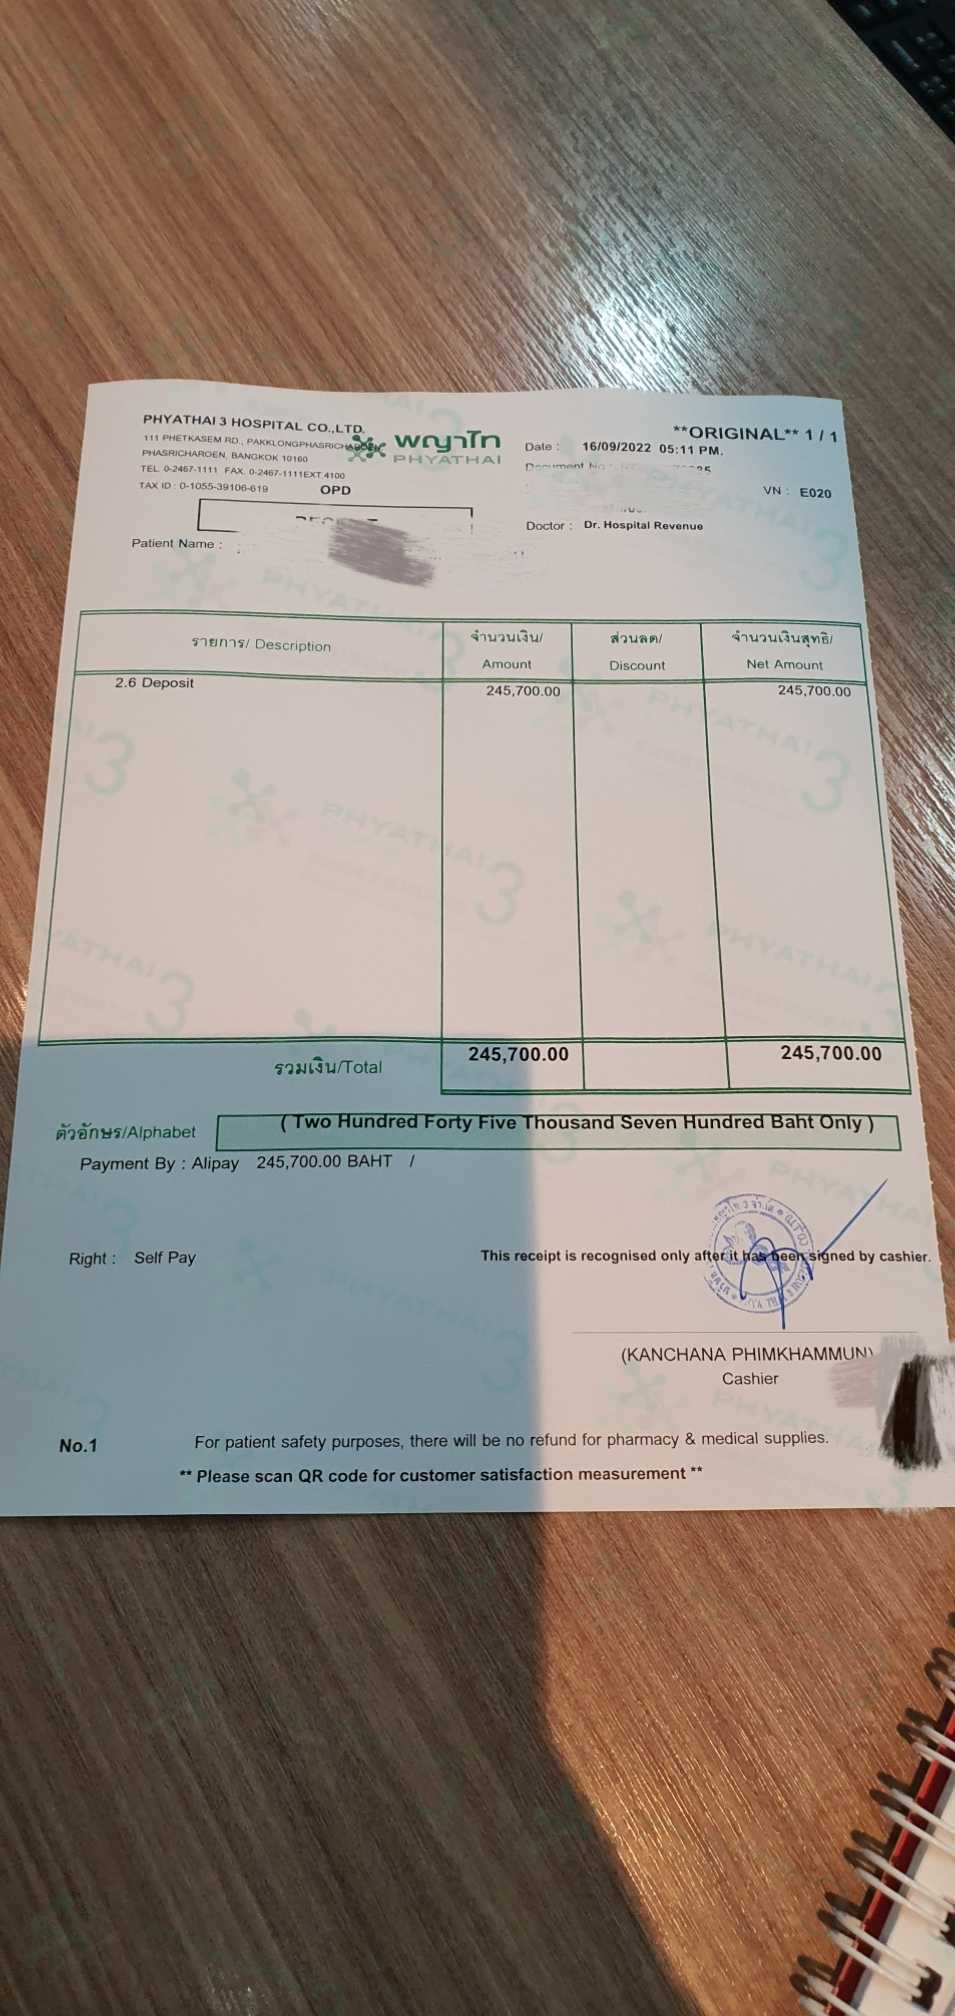 PHYATHAI 3 HOSPITAL CO.,LTD.
111 PHETKASEM RD., PAKKLONGPHASRICHAROEN,
PHASRICHAROEN, BANGKOK 10160
TEL. 0-2467-1111 FAX. 0-2467-1111EXT.4100
TAX ID : 0-1055-39106-619
OPD
พญาไท
PHYATHAI
**ORIGINAL** 1 / 1
Date : 16/09/2022 05:11 PM.
Document No
VN : E020
Doctor : Dr. Hospital Revenue
Patient Name :
รายการ/ Description
จำนวนเงิน/ Amount
ส่วนลด/ Discount
จำนวนเงินสุทธิ/ Net Amount
2.6 Deposit 245,700.00 245,700.00
รวมเงิน/Total 245,700.00 245,700.00
ตัวอักษร/Alphabet ( Two Hundred Forty Five Thousand Seven Hundred Baht Only )
Payment By : Alipay 245,700.00 BAHT /
Right : Self Pay
This receipt is recognised only after it has been signed by cashier.
(KANCHANA PHIMKHAMMUN)
Cashier
No.1 For patient safety purposes, there will be no refund for pharmacy & medical supplies.
** Please scan QR code for customer satisfaction measurement **